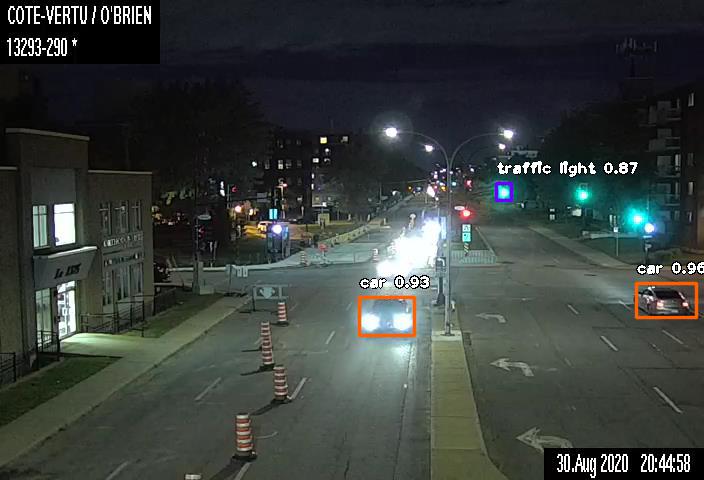 COTE-VERTU / O'BRIEN
13293-290 *
traffic light 0.87
car 0.93
car 0.96
30.Aug 2020 20:44:58